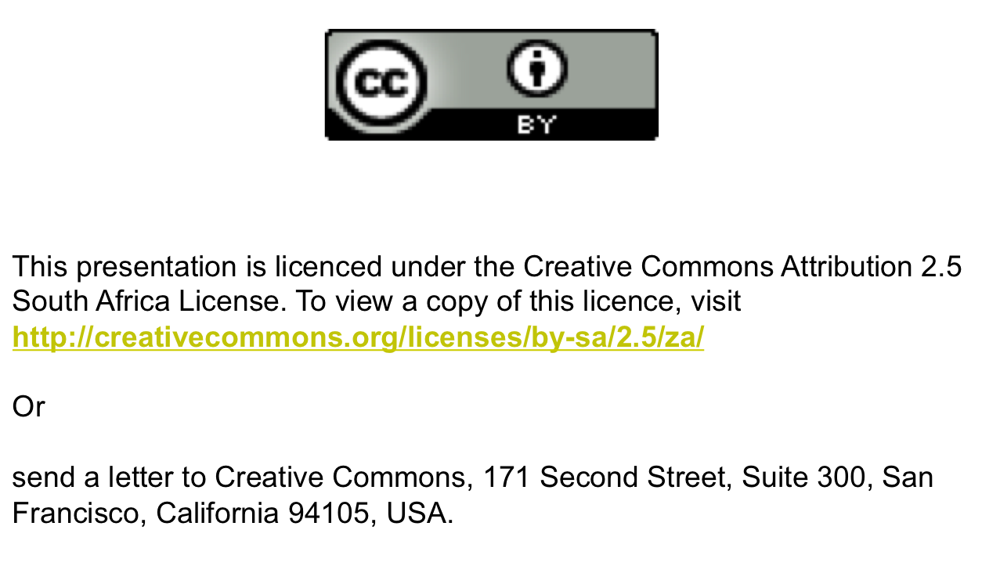 CC
BY
This presentation is licenced under the Creative Commons Attribution 2.5
South Africa License. To view a copy of this licence, visit
http://creativecommons.org/licenses/by-sa/2.5/za/
Or
send a letter to Creative Commons, 171 Second Street, Suite 300, San
Francisco, California 94105, USA.